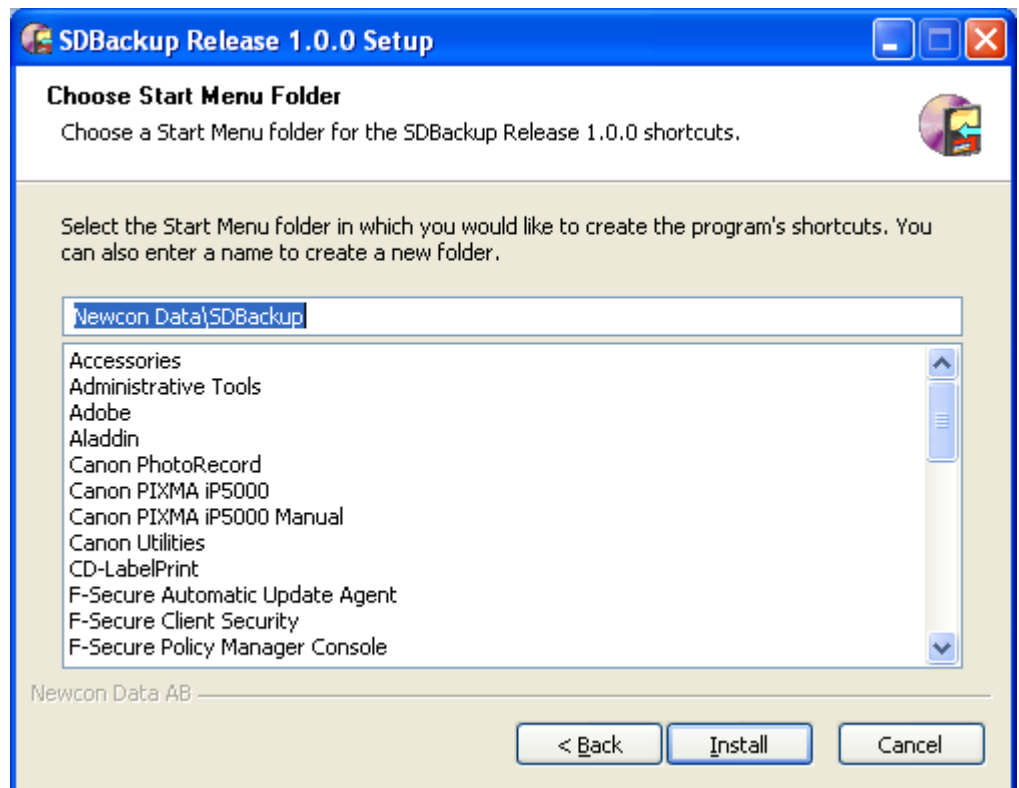 SDBackup Release 1.0.0 Setup
Choose Start Menu Folder
Choose a Start Menu folder for the SDBackup Release 1.0.0 shortcuts.
Select the Start Menu folder in which you would like to create the program's shortcuts. You
can also enter a name to create a new folder.
Newcon Data\SDBackup
Accessories
Administrative Tools
Adobe
Aladdin
Canon PhotoRecord
Canon PIXMA iP5000
Canon PIXMA iP5000 Manual
Canon Utilities
CD-LabelPrint
F-Secure Automatic Update Agent
F-Secure Client Security
F-Secure Policy Manager Console
Newcon Data AB
< Back Install Cancel